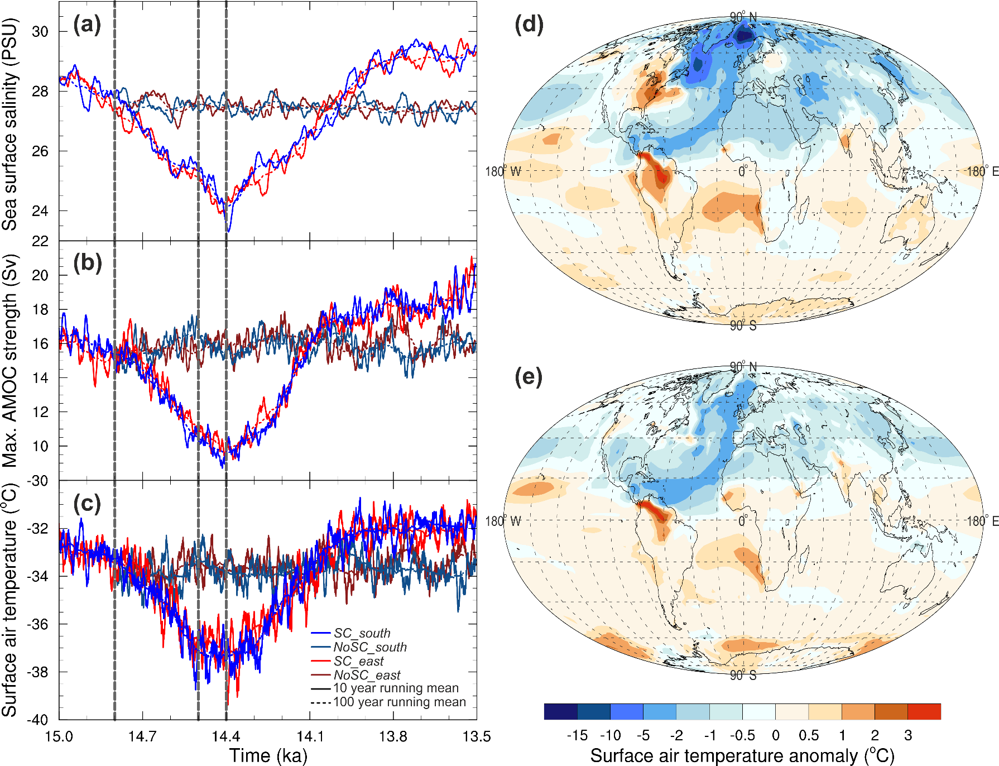 (a)
Sea surface salinity (PSU)
30
28
26
24
22
(b)
Max. AMOC strength (Sv)
20
18
16
14
12
10
-30
(c)
Surface air temperature (°C)
-32
-34
-36
-38
-40
SC_south
NoSC_south
SC_east
NoSC_east
10 year running mean
100 year running mean
15.0 14.7 14.4 14.1 13.8 13.5
Time (ka)
(d)
90° N
180° W 0° 180° E
90° S
(e)
90° N
180° W 0° 180° E
90° S
-15 -10 -5 -2 -1 -0.5 0 0.5 1 2 3
Surface air temperature anomaly (°C)